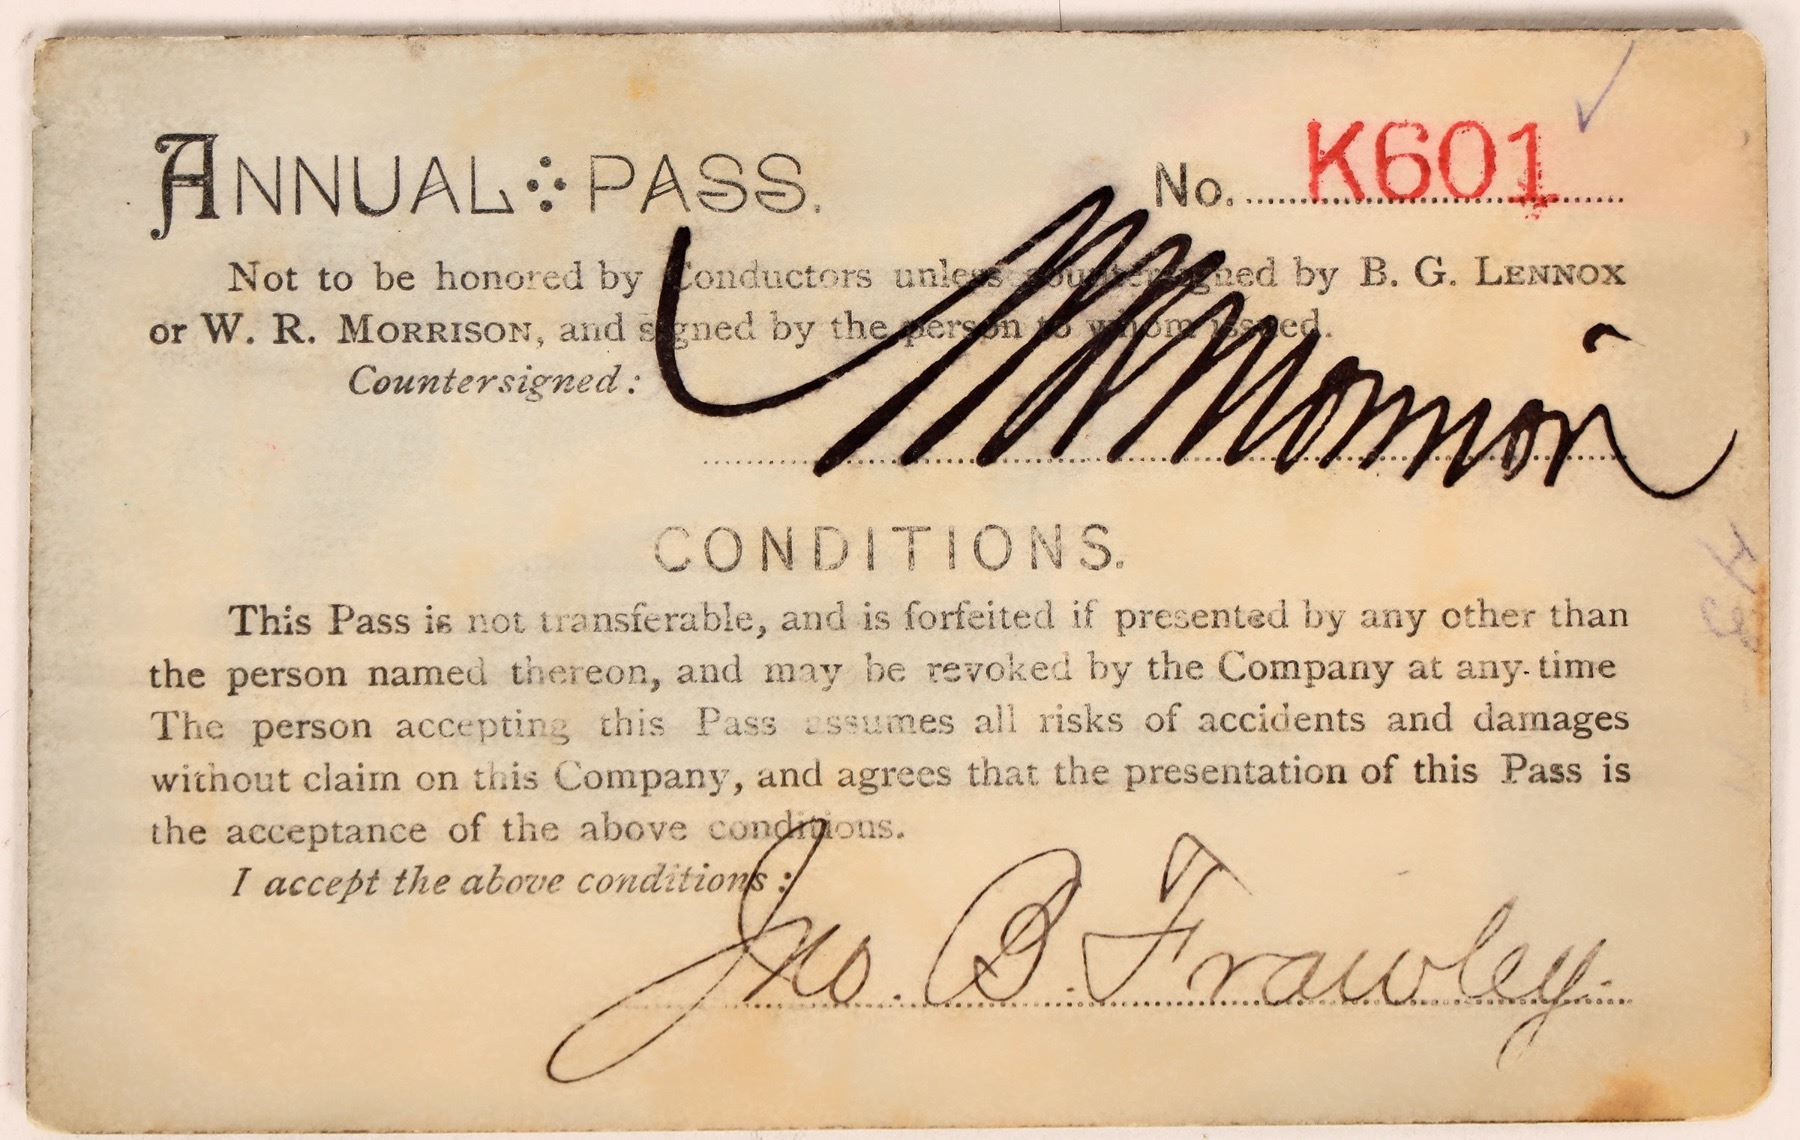 ANNUAL PASS.
No. K601
Not to be honored by Conductors unless countersigned by B. G. LENNOX
or W. R. MORRISON, and signed by the person to whom issued.
Countersigned:
W R Morrison
CONDITIONS.
This Pass is not transferable, and is forfeited if presented by any other than
the person named thereon, and may be revoked by the Company at any time
The person accepting this Pass assumes all risks of accidents and damages
without claim on this Company, and agrees that the presentation of this Pass is
the acceptance of the above conditions.
I accept the above conditions:
Jno. B. Frawley.